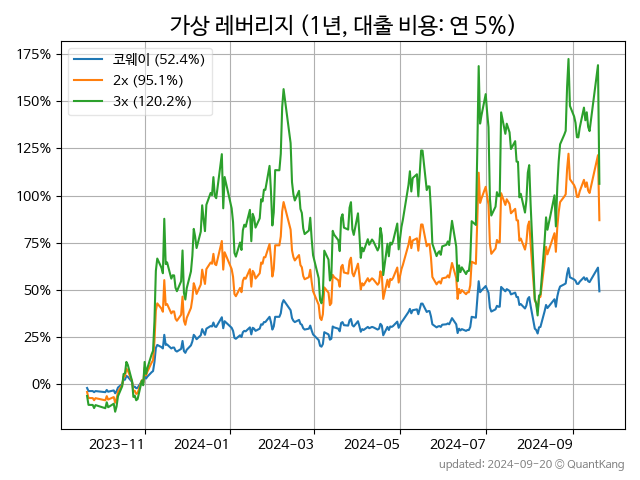 가상 레버리지 (1년, 대출 비용: 연 5%)
175%
150%
125%
100%
75%
50%
25%
0%
코웨이 (52.4%)
2x (95.1%)
3x (120.2%)
2023-11
2024-01
2024-03
2024-05
2024-07
2024-09
updated: 2024-09-20 © QuantKang